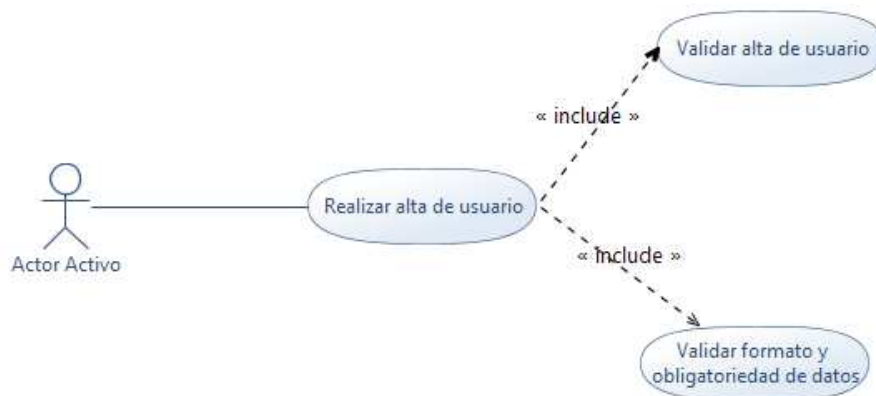 Validar alta de usuario
« include »
Realizar alta de usuario
« include »
Actor Activo
Validar formato y
obligatoriedad de datos